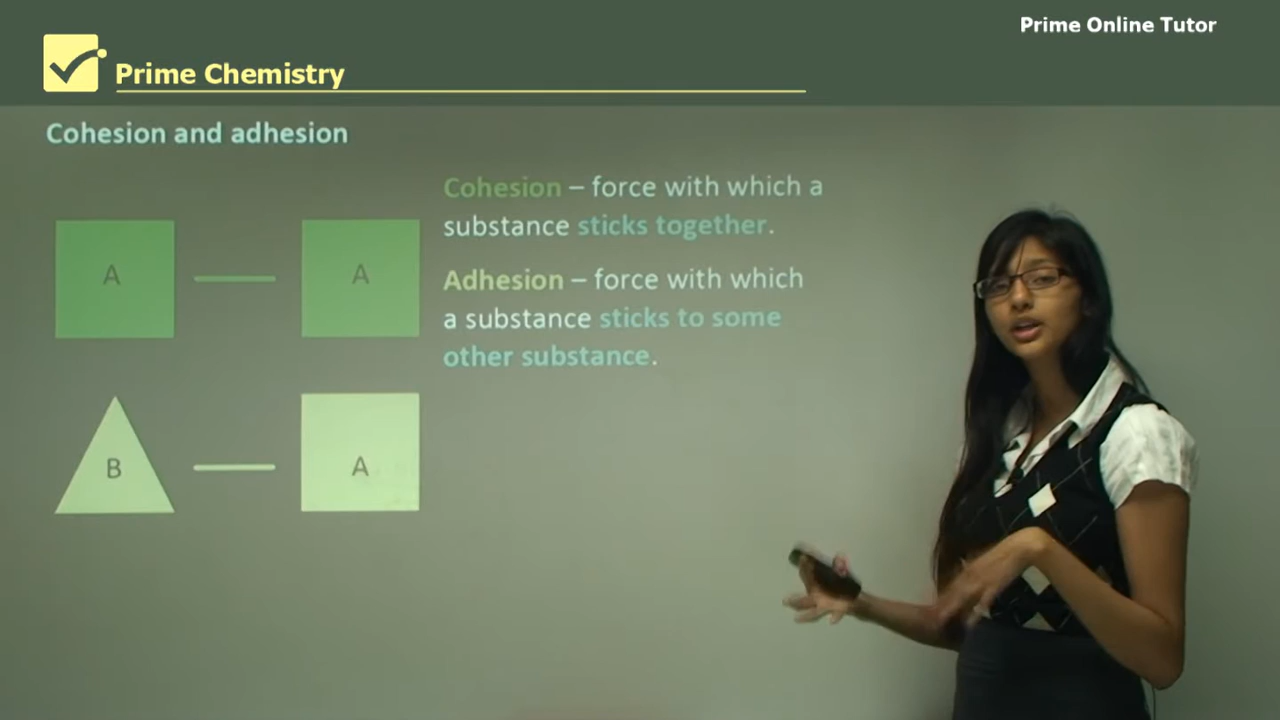 Prime Online Tutor
Prime Chemistry
Cohesion and adhesion
A
A
Cohesion – force with which a
substance sticks together.
Adhesion – force with which
a substance sticks to some
other substance.
B
A